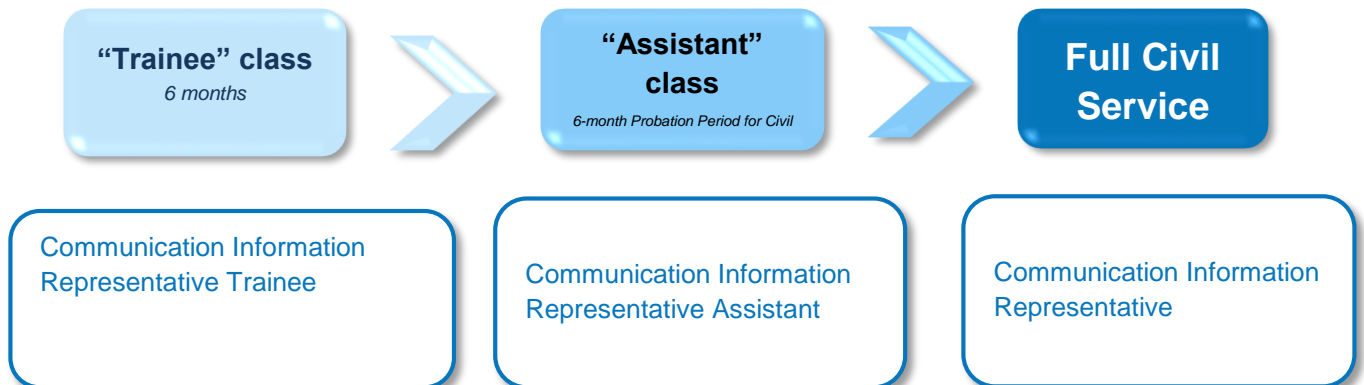 “Trainee” class
6 months
“Assistant”
class
6-month Probation Period for Civil
Full Civil
Service
Communication Information
Representative Trainee
Communication Information
Representative Assistant
Communication Information
Representative